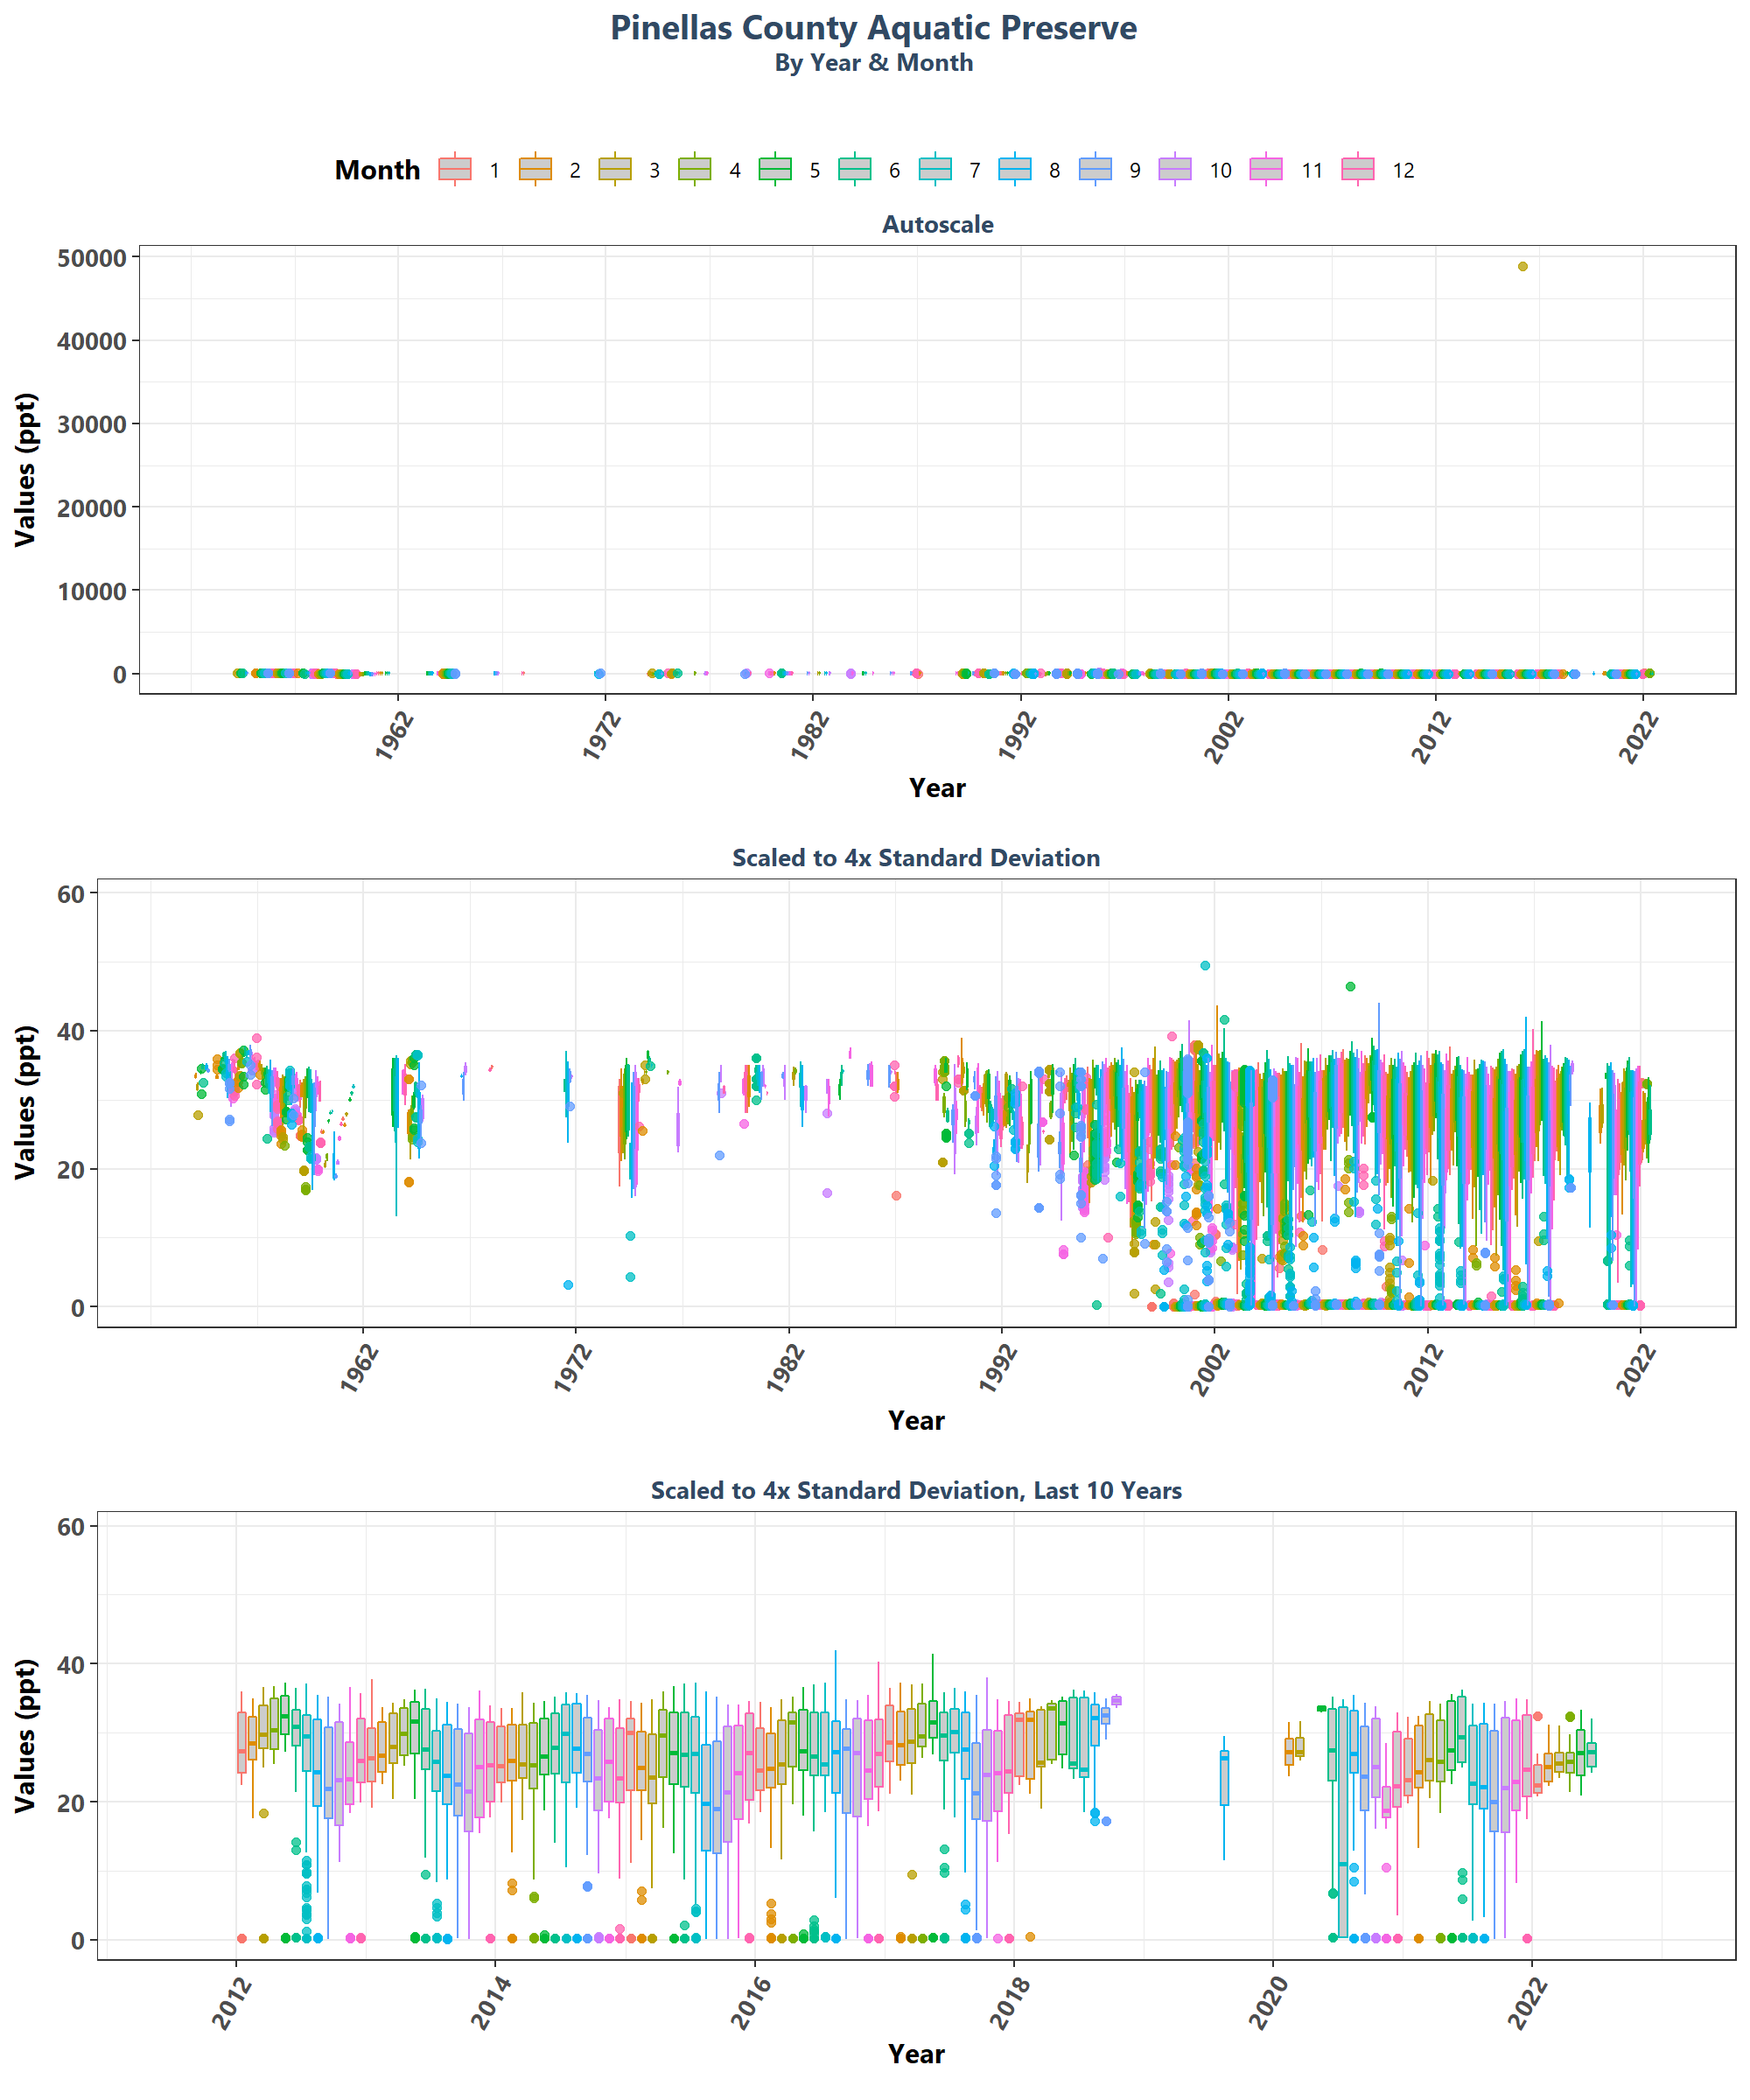 Pinellas County Aquatic Preserve
By Year & Month
Month 1 2 3 4 5 6 7 8 9 10 11 12
Autoscale
Values (ppt)
50000
40000
30000
20000
10000
0
1962 1972 1982 1992 2002 2012 2022
Year
Scaled to 4x Standard Deviation
Values (ppt)
60
40
20
0
1962 1972 1982 1992 2002 2012 2022
Year
Scaled to 4x Standard Deviation, Last 10 Years
Values (ppt)
60
40
20
0
2012 2014 2016 2018 2020 2022
Year